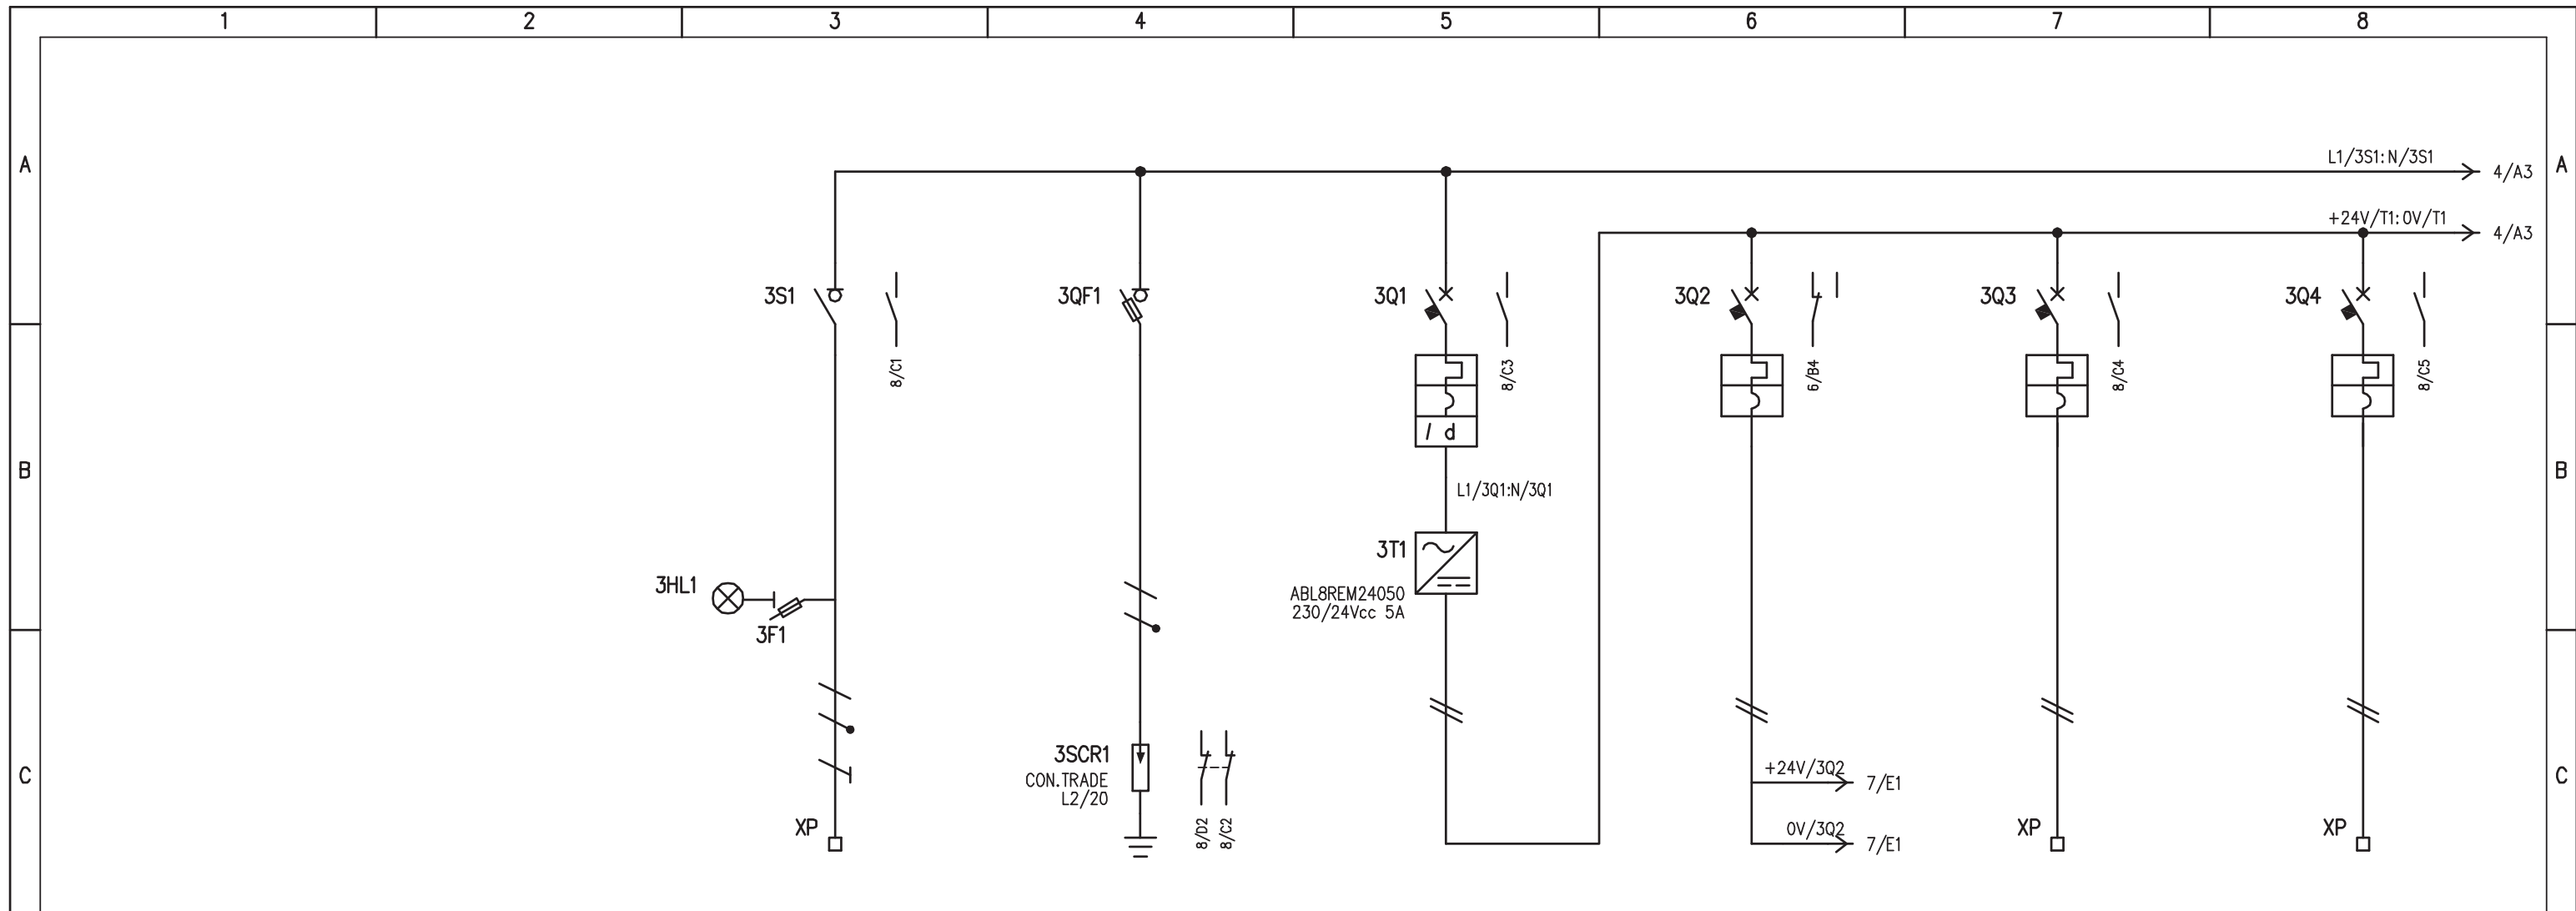 1 2 3 4 5 6 7 8
A L1/3S1:N/3S1 4/A3 A
+24V/T1:0V/T1 4/A3
3S1 3QF1 3Q1 3Q2 3Q3 3Q4
8/C1 8/C3 6/B4 8/C4 8/C5
I d
B B
L1/3Q1:N/3Q1
3T1
ABL8REM24050
230/24Vcc 5A
3HL1
3F1
3SCR1
CON.TRADE
L2/20
C C
+24V/3Q2 7/E1
8/D2 8/C2
XP 0V/3Q2 7/E1 XP XP